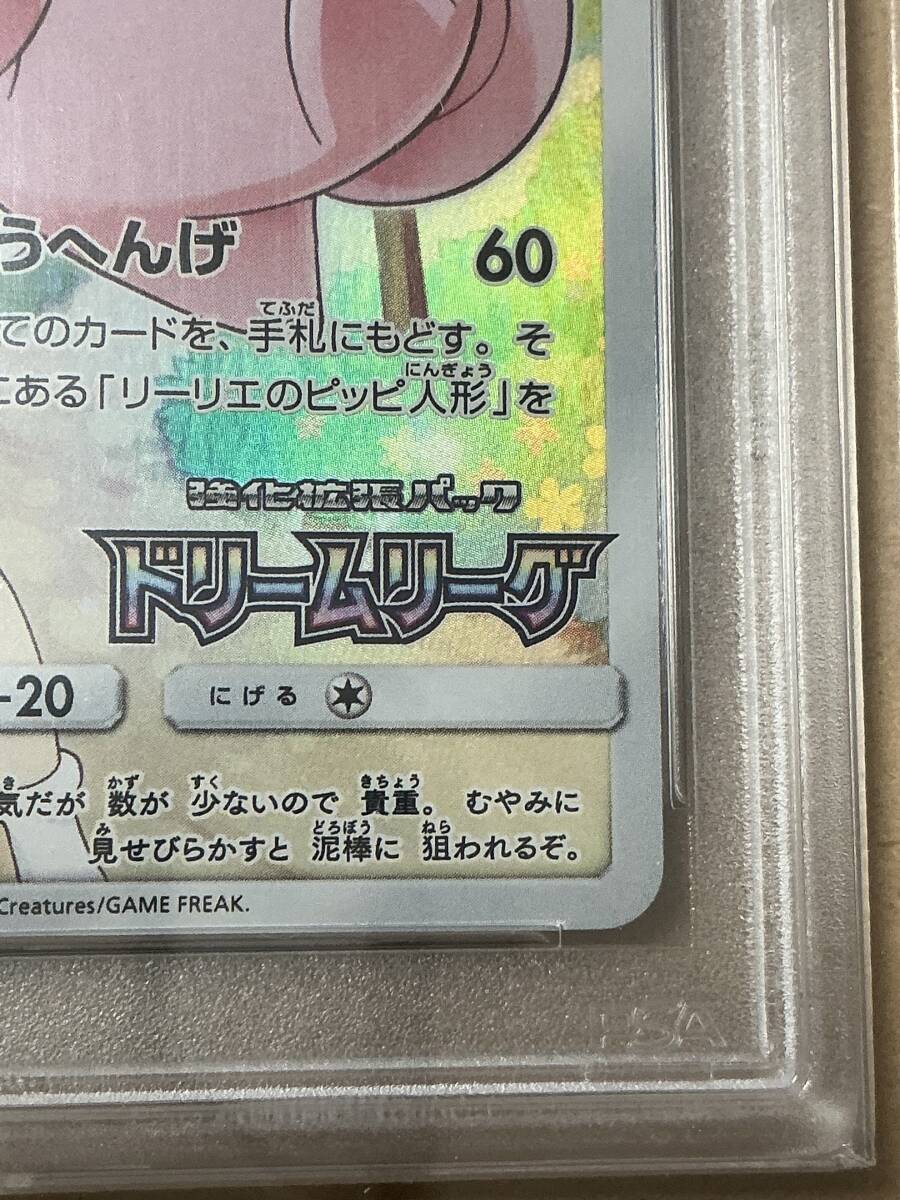 うへんげ 60
てのカードを、手札にもどす。そ
にある「リーリエのピッピ人形」を
強化拡張パック
ドリームリーグ
-20 にげる
気だが 数が 少ないので 貴重。 むやみに
見せびらかすと 泥棒に 狙われるぞ。
Creatures/GAME FREAK.
PSA